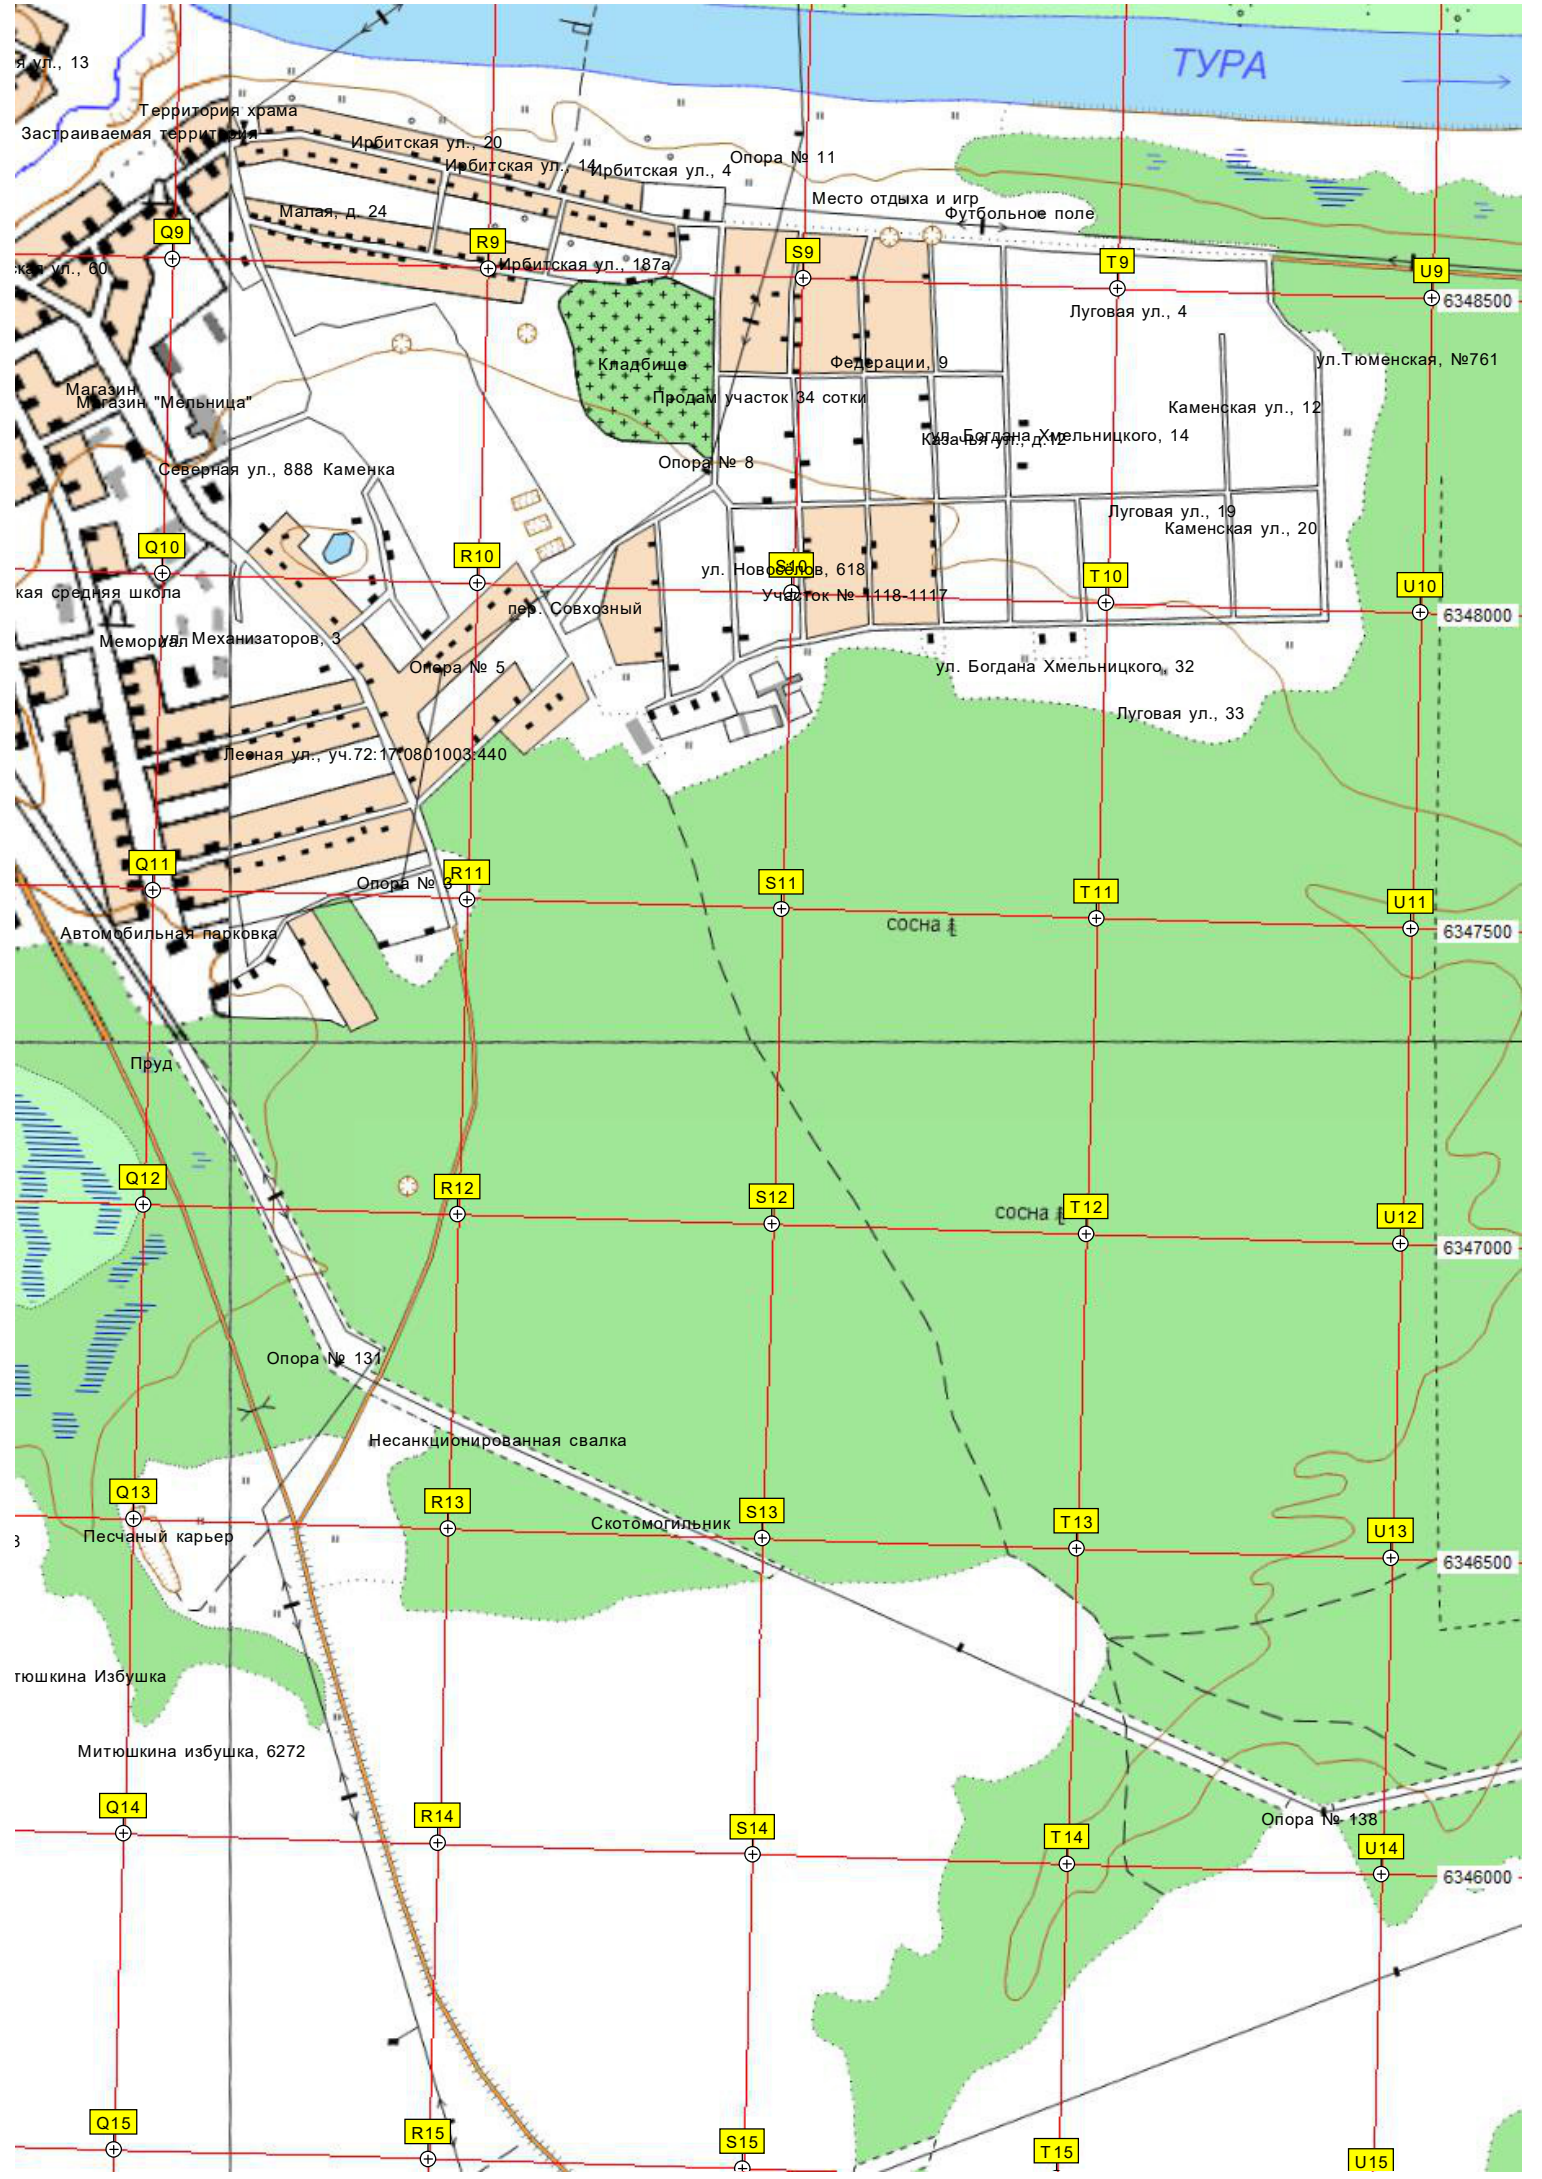 ТУРА
я ул., 13
Территория храма
Застраиваемая территория
Ирбитская ул., 20
Ирбитская ул., 14
Ирбитская ул., 4
Опора № 11
Место отдыха и игр
Футбольное поле
Малая, д. 24
Q9
R9
S9
T9
U9
ская ул., 60
Ирбитская ул., 187а
6348500
Луговая ул., 4
ул.Тюменская, №761
Кладбище
Федерации, 9
Магазин
Магазин "Мельница"
Продам участок 34 сотки
Каменская ул., 12
ул. Богдана Хмельницкого, 14
Казачья ул., д.12
Северная ул., 888 Каменка
Опора № 8
Луговая ул., 19
Каменская ул., 20
Q10
R10
S10
T10
U10
ул. Новосёлов, 618
кая средняя школа
Участок № 1118-1117
пер. Совхозный
6348000
Мемориал
ул. Механизаторов, 3
Опора № 5
ул. Богдана Хмельницкого, 32
Луговая ул., 33
Лесная ул., уч.72:17:0801003:440
Q11
R11
S11
T11
U11
Опора № 3
сосна
6347500
Автомобильная парковка
Пруд
Q12
R12
S12
T12
U12
сосна
6347000
Опора № 131
Несанкционированная свалка
Q13
R13
S13
T13
U13
Скотомогильник
Песчаный карьер
6346500
тюшкина Избушка
Митюшкина избушка, 6272
Q14
R14
S14
T14
U14
Опора № 138
6346000
Q15
R15
S15
T15
U15